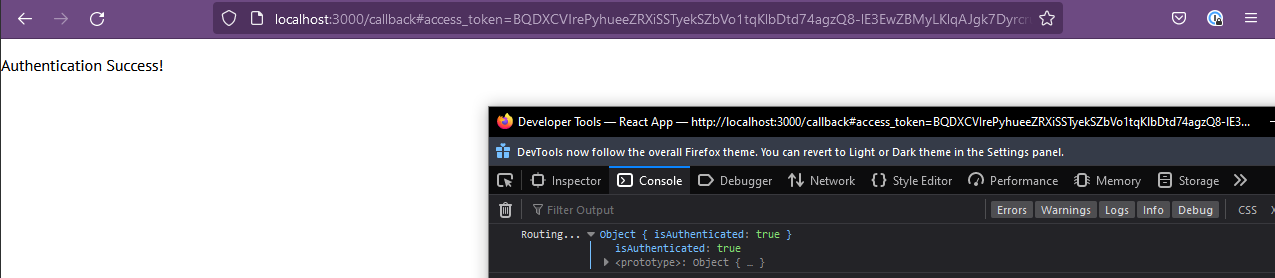 localhost:3000/callback#access_token=BQDXCVIrePyhueeZRXiSSTyekSZbVo1tqKlbDtd74agzQ8-lE3EwZBMyLKlqAJgk7Dyrcr
Authentication Success!
Developer Tools — React App — http://localhost:3000/callback#access_token=BQDXCVIrePyhueeZRXiSSTyekSZbVo1tqKlbDtd74agzQ8-lE3...
DevTools now follow the overall Firefox theme. You can revert to Light or Dark theme in the Settings panel.
Inspector Console Debugger Network Style Editor Performance Memory Storage
Filter Output Errors Warnings Logs Info Debug CSS
Routing... Object { isAuthenticated: true }
isAuthenticated: true
<prototype>: Object { … }